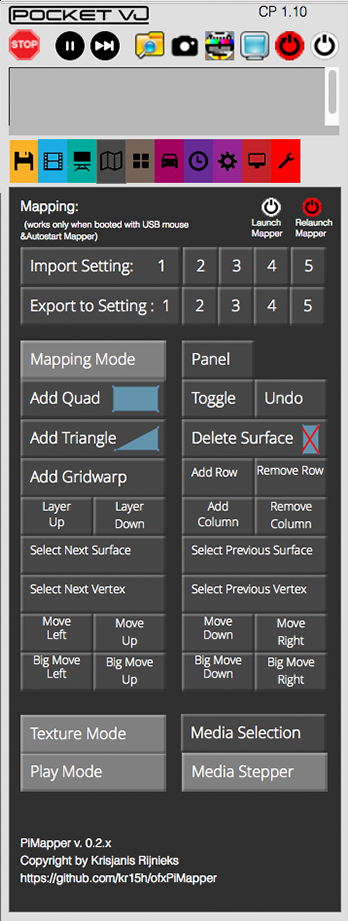 POCKET VJ
CP 1.10
STOP
Mapping:
(works only when booted with USB mouse
&Autostart Mapper)
Launch
Mapper
Relaunch
Mapper
Import Setting: 1 2 3 4 5
Export to Setting : 1 2 3 4 5
Mapping Mode
Panel
Add Quad
Toggle
Undo
Add Triangle
Delete Surface
Add Gridwarp
Add Row
Remove Row
Layer
Up
Layer
Down
Add
Column
Remove
Column
Select Next Surface
Select Previous Surface
Select Next Vertex
Select Previous Vertex
Move
Left
Move
Up
Move
Down
Move
Right
Big Move
Left
Big Move
Up
Big Move
Down
Big Move
Right
Texture Mode
Media Selection
Play Mode
Media Stepper
PiMapper v. 0.2.x
Copyright by Krisjanis Rijnieks
https://github.com/kr15h/ofxPiMapper